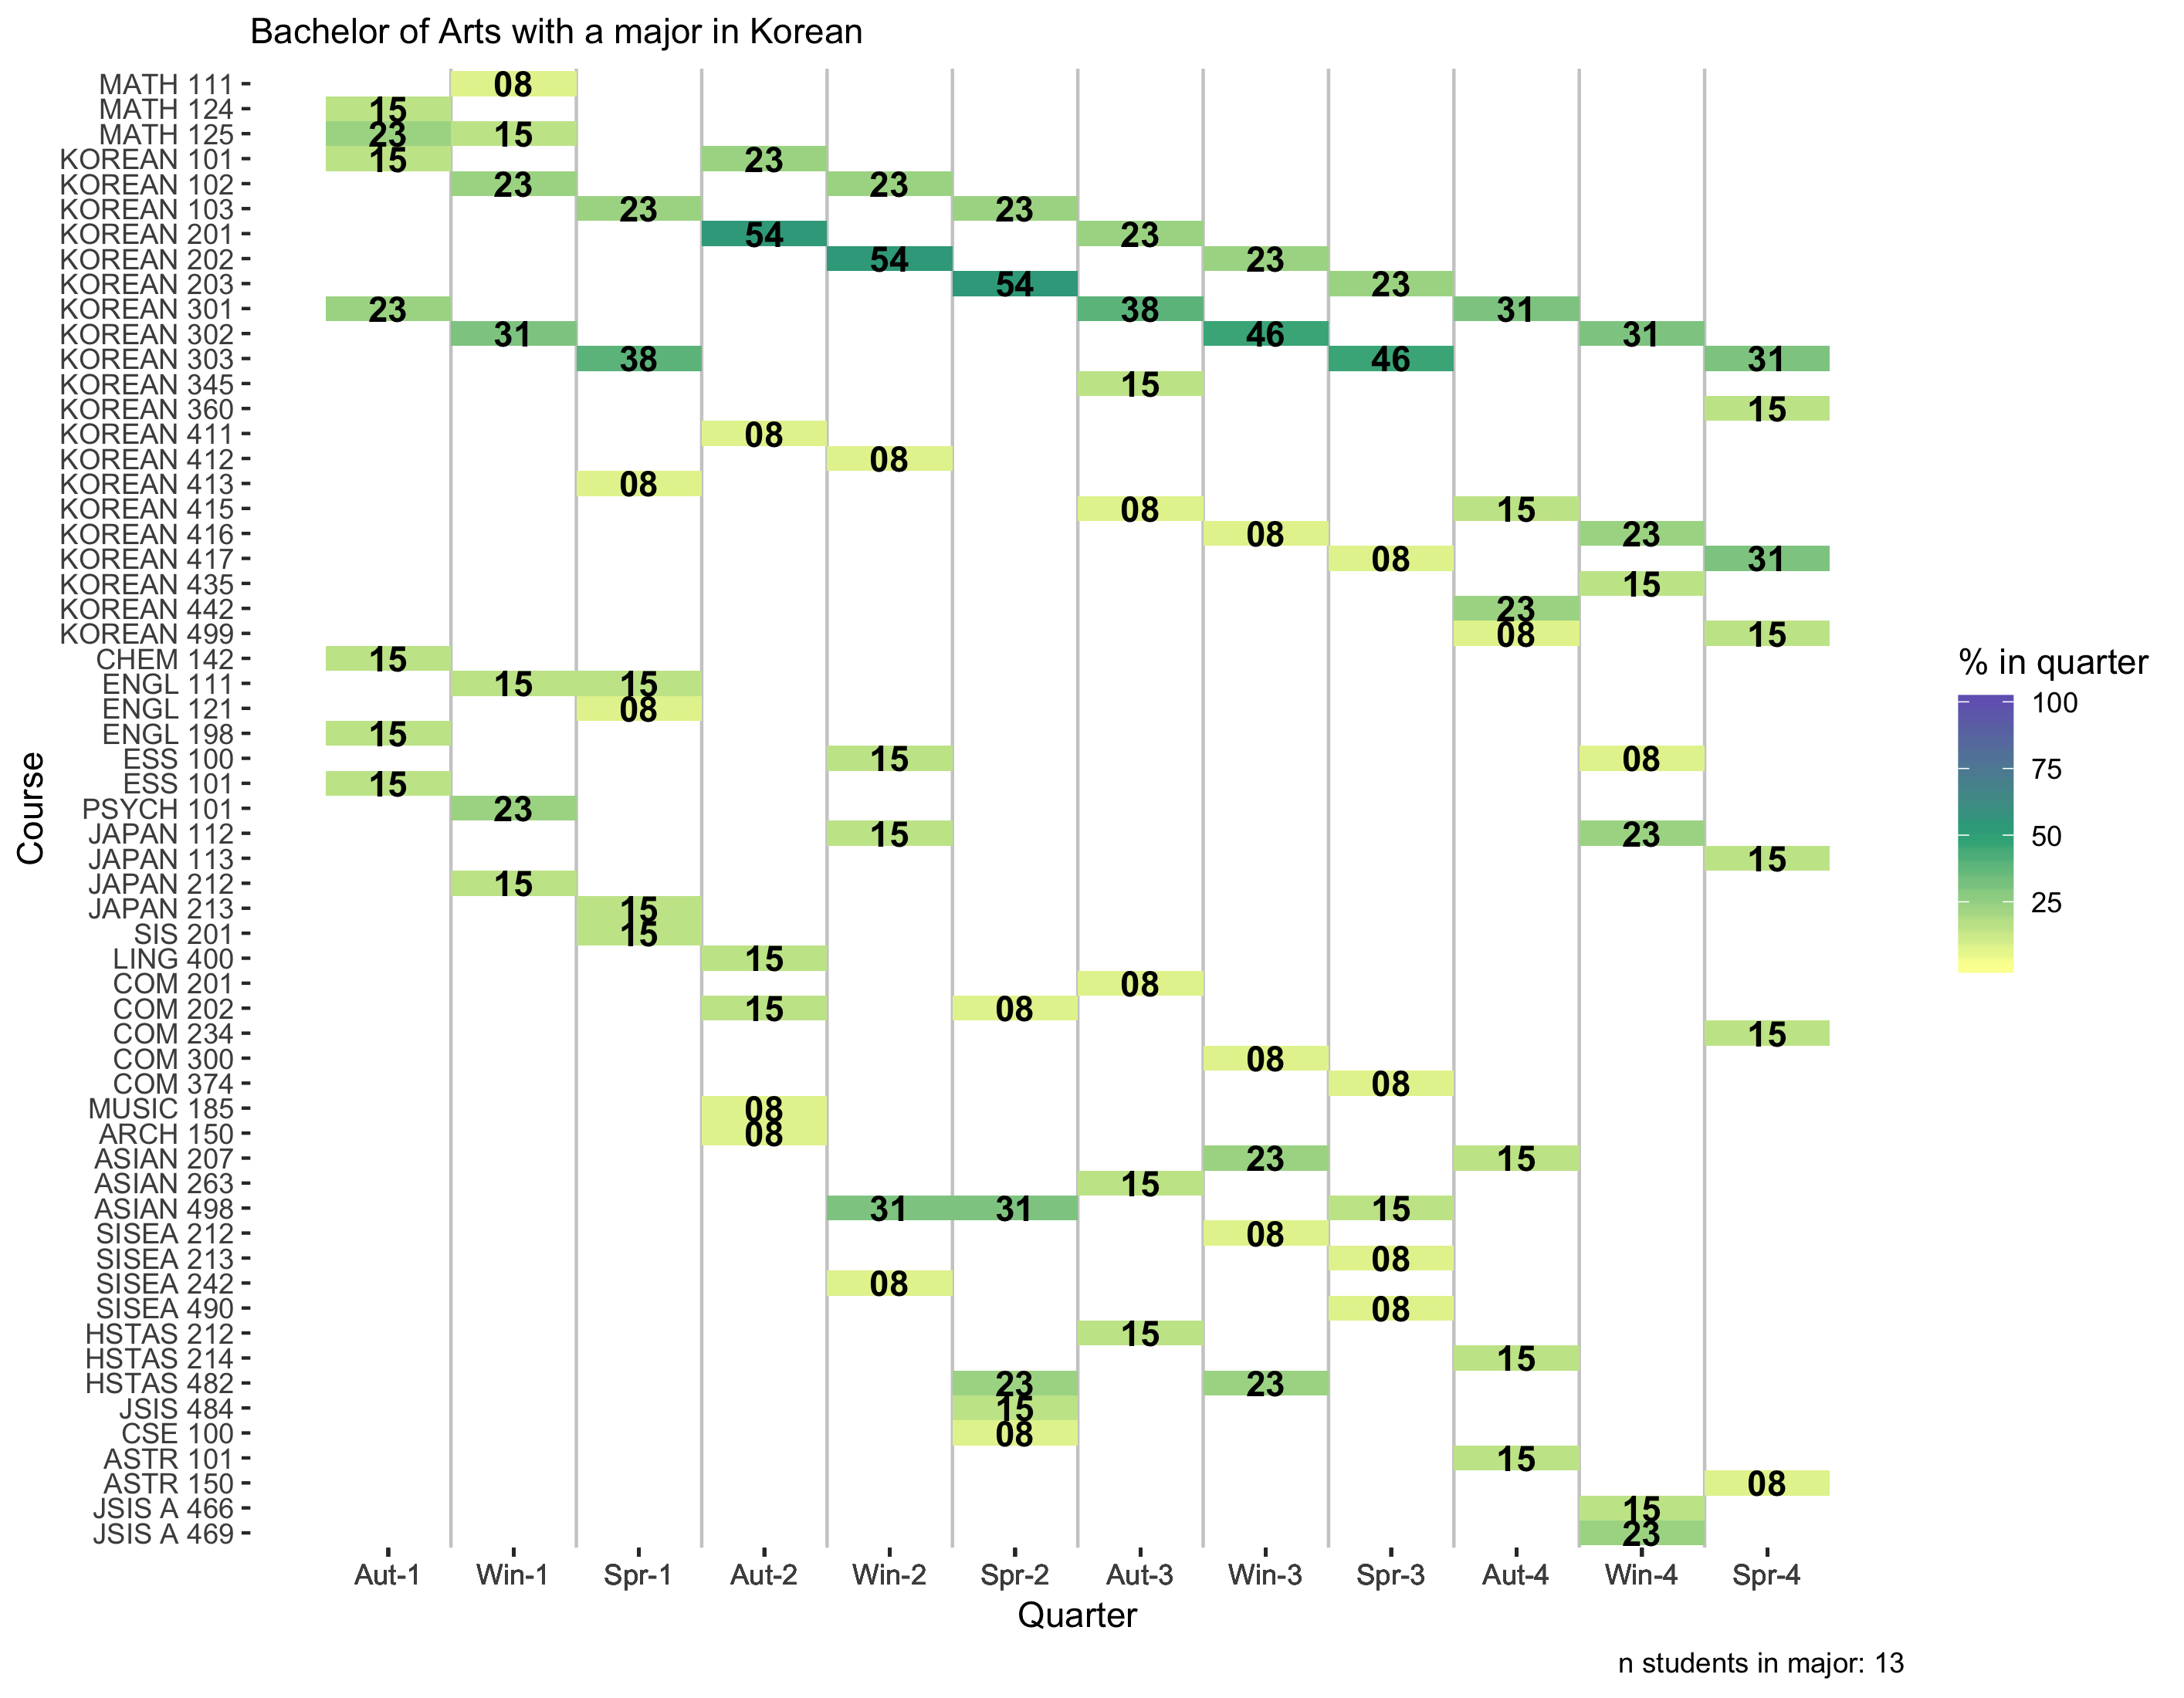 Bachelor of Arts with a major in Korean
MATH 111 08
MATH 124 15
MATH 125 23 15
KOREAN 101 15 23
KOREAN 102 23 23
KOREAN 103 23 23
KOREAN 201 54 23
KOREAN 202 54 23
KOREAN 203 54 23
KOREAN 301 23 38 31
KOREAN 302 31 46 31
KOREAN 303 38 46 31
KOREAN 345 15
KOREAN 360 15
KOREAN 411 08
KOREAN 412 08
KOREAN 413 08
KOREAN 415 08 15
KOREAN 416 08 23
KOREAN 417 08 31
KOREAN 435 15
KOREAN 442 23
KOREAN 499 08 15
CHEM 142 15
ENGL 111 15 15
ENGL 121 08
ENGL 198 15
ESS 100 15 08
ESS 101 15
PSYCH 101 23
JAPAN 112 15 23
JAPAN 113 15
JAPAN 212 15
JAPAN 213 15
SIS 201 15
LING 400 15
COM 201 08
COM 202 15 08
COM 234 15
COM 300 08
COM 374 08
MUSIC 185 08
ARCH 150 08
ASIAN 207 23 15
ASIAN 263 15
ASIAN 498 31 31 15
SISEA 212 08
SISEA 213 08
SISEA 242 08
SISEA 490 08
HSTAS 212 15
HSTAS 214 15
HSTAS 482 23 23
JSIS 484 15
CSE 100 08
ASTR 101 15
ASTR 150 08
JSIS A 466 15
JSIS A 469 23
Aut-1 Win-1 Spr-1 Aut-2 Win-2 Spr-2 Aut-3 Win-3 Spr-3 Aut-4 Win-4 Spr-4
Quarter
Course
% in quarter
100
75
50
25
n students in major: 13